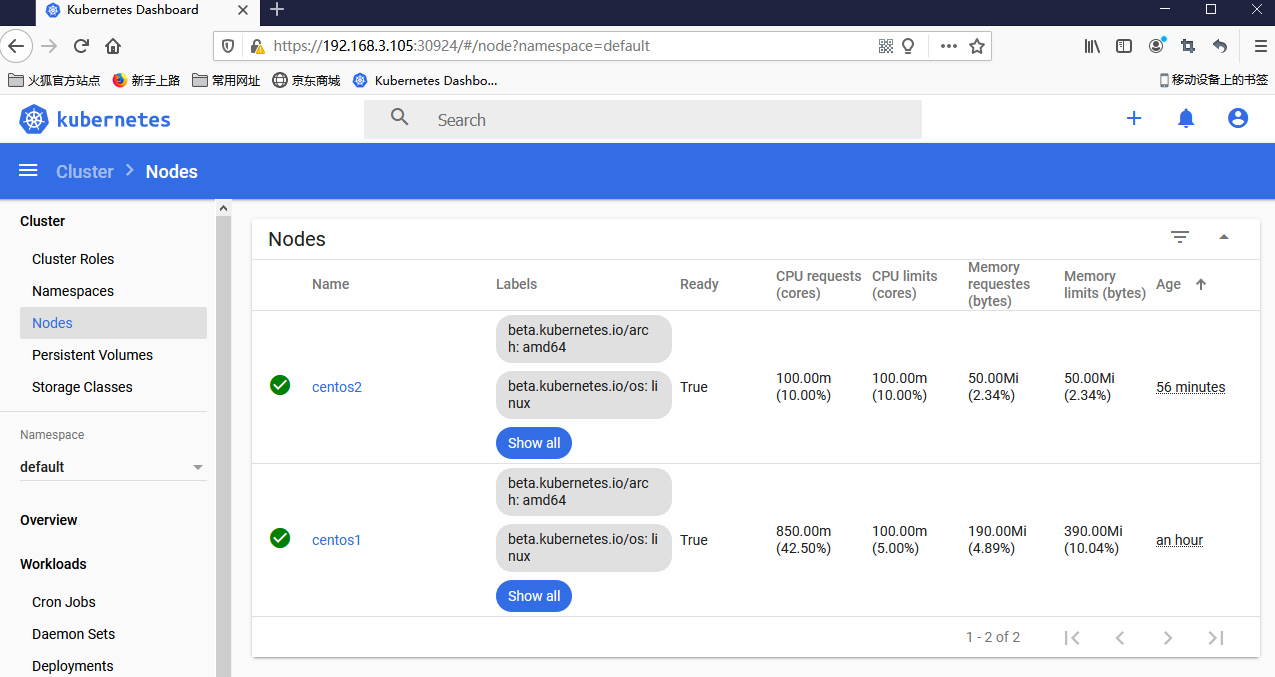 Kubernetes Dashboard
https://192.168.3.105:30924/#/node?namespace=default
火狐官方站点 新手上路 常用网址 京东商城 Kubernetes Dashbo... 移动设备上的书签
kubernetes
Search
Cluster > Nodes
Cluster
Cluster Roles
Namespaces
Nodes
Persistent Volumes
Storage Classes
Namespace
default
Overview
Workloads
Cron Jobs
Daemon Sets
Deployments
Nodes
Name
Labels
Ready
CPU requests
(cores)
CPU limits
(cores)
Memory
requestes
(bytes)
Memory
limits (bytes)
Age
centos2
beta.kubernetes.io/arc
h: amd64
beta.kubernetes.io/os: li
nux
Show all
True
100.00m
(10.00%)
100.00m
(10.00%)
50.00Mi
(2.34%)
50.00Mi
(2.34%)
56 minutes
centos1
beta.kubernetes.io/arc
h: amd64
beta.kubernetes.io/os: li
nux
Show all
True
850.00m
(42.50%)
100.00m
(5.00%)
190.00Mi
(4.89%)
390.00Mi
(10.04%)
an hour
1 - 2 of 2